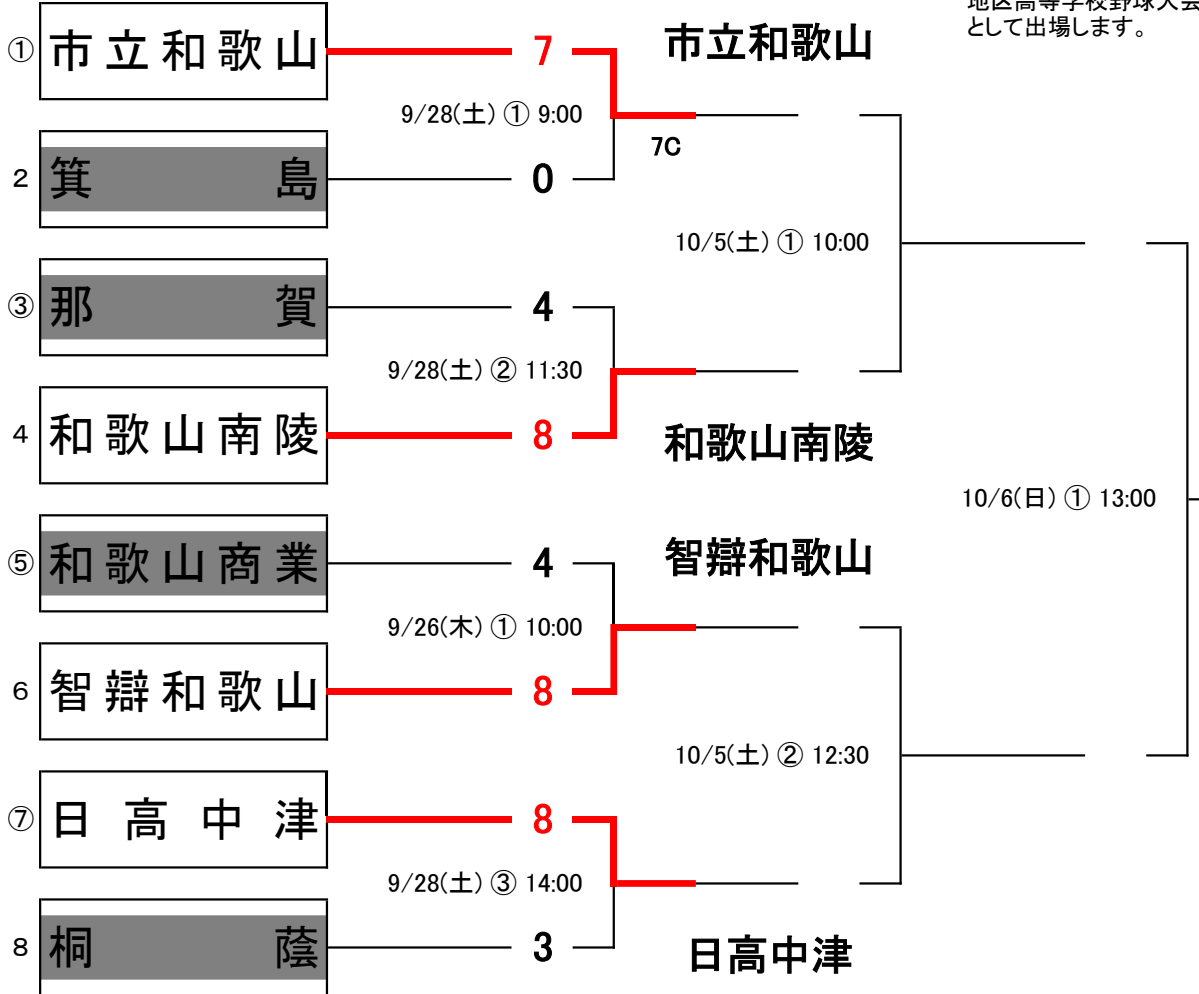 地区高等学校野球大会
として出場します。
① 市立和歌山 7 市立和歌山
9/28(土) ① 9:00
7C
2 箕島 0
10/5(土) ① 10:00
③ 那賀 4
9/28(土) ② 11:30
4 和歌山南陵 8 和歌山南陵
10/6(日) ① 13:00
⑤ 和歌山商業 4 智辯和歌山
9/26(木) ① 10:00
6 智辯和歌山 8
10/5(土) ② 12:30
⑦ 日高中津 8
9/28(土) ③ 14:00
8 桐蔭 3 日高中津